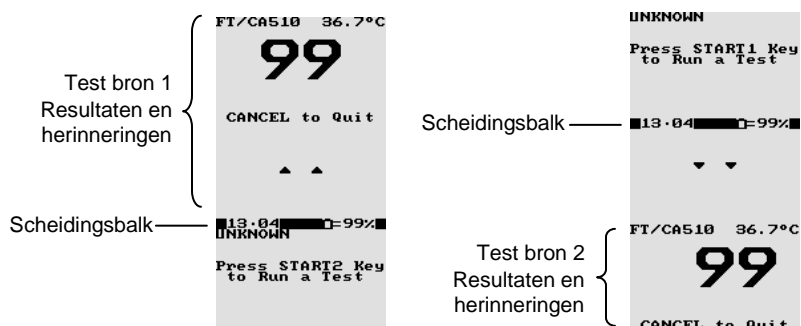 FT/CA510 36.7°C
99
Test bron 1
Resultaten en
herinneringen
CANCEL to Quit
Scheidingsbalk
13·04 99%
UNKNOWN
Press START2 Key
to Run a Test
UNKNOWN
Press START1 Key
to Run a Test
Scheidingsbalk
13·04 =99%
FT/CA510 36.7°C
99
Test bron 2
Resultaten en
herinneringen
CANCEL to Quit